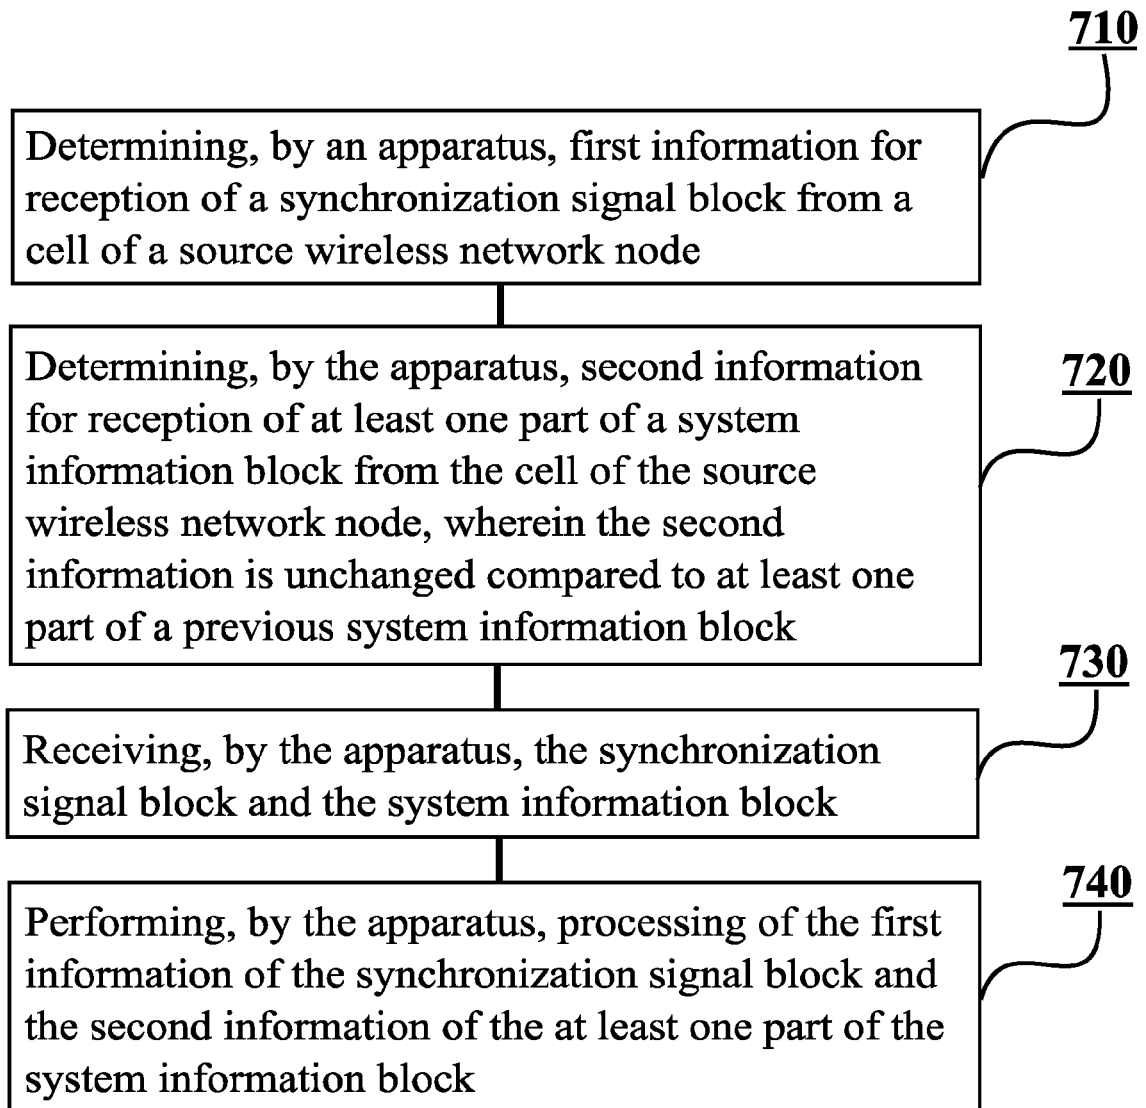 710
Determining, by an apparatus, first information for
reception of a synchronization signal block from a
cell of a source wireless network node
720
Determining, by the apparatus, second information
for reception of at least one part of a system
information block from the cell of the source
wireless network node, wherein the second
information is unchanged compared to at least one
part of a previous system information block
730
Receiving, by the apparatus, the synchronization
signal block and the system information block
740
Performing, by the apparatus, processing of the first
information of the synchronization signal block and
the second information of the at least one part of the
system information block